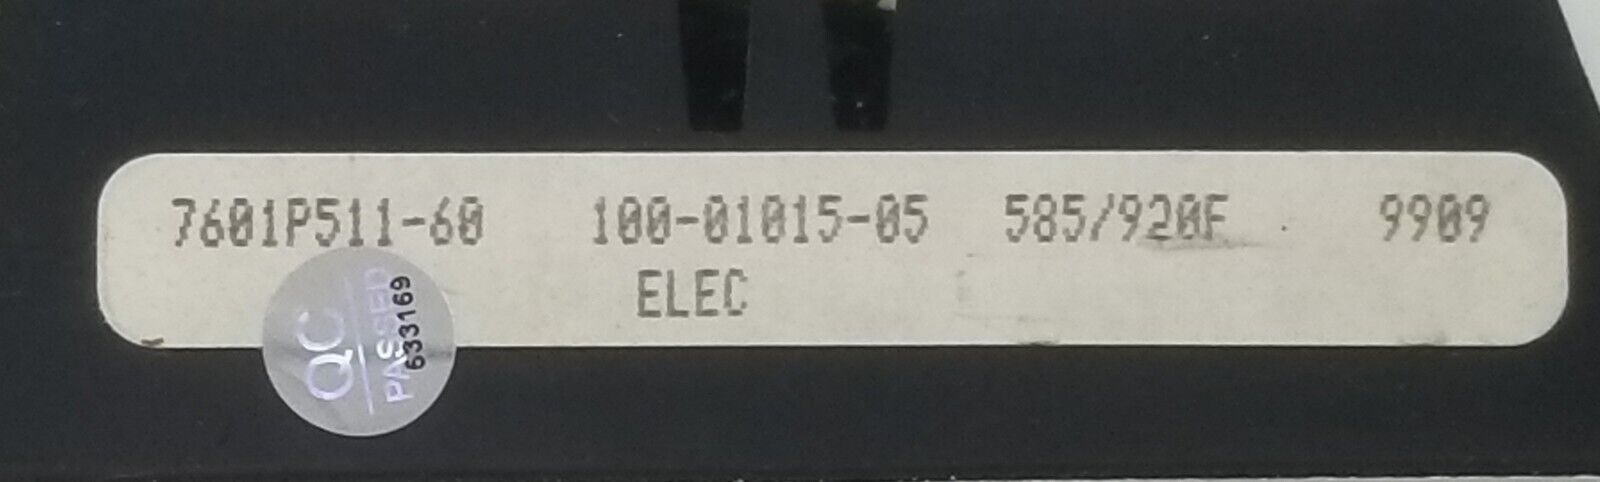 7601P511-60 100-01015-05 585/920F 9909
ELEC
QC
PASSED
633169